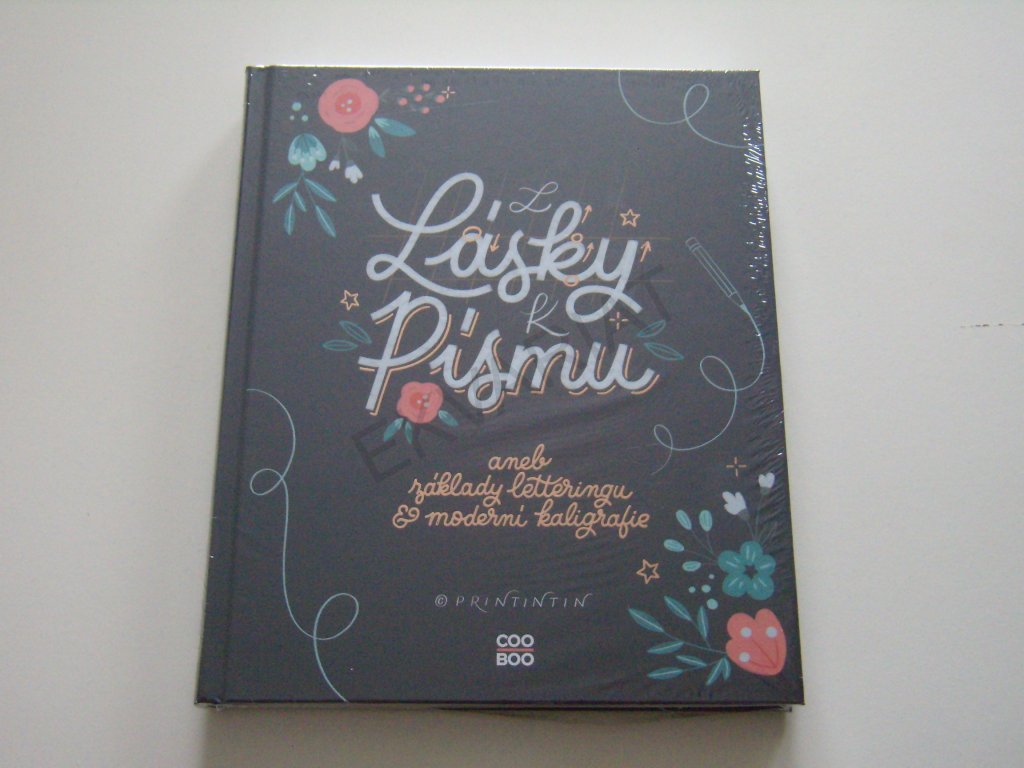 Z
Lásky
K
Písmu
aneb
základy letteringu
& moderní kaligrafie
© PRINTINTIN
COO
BOO